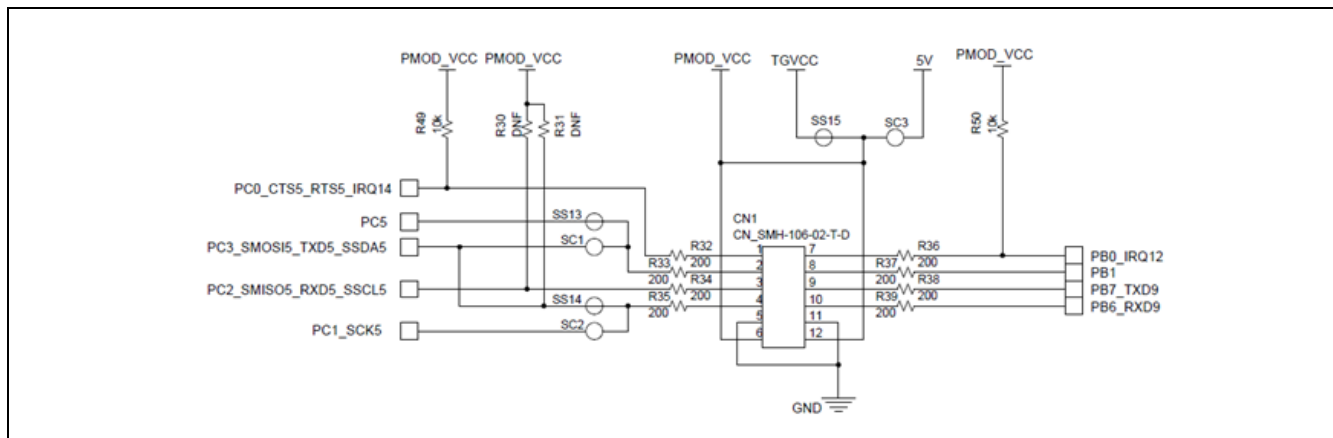 PMOD_VCC PMOD_VCC PMOD_VCC TGVCC 5V PMOD_VCC
R49 10k
R30 DNF
R31 DNF
SS15 SC3
R50 10k
PC0_CTS5_RTS5_IRQ14
PC5 SS13
CN1
CN_SMH-106-02-T-D
PC3_SMOSI5_TXD5_SSDA5 SC1
R32 1 7 R36
200 200
PB0_IRQ12
R33 2 8 R37
200 200
PB1
PC2_SMISO5_RXD5_SSCL5 R34 3 9 R38
200 200
PB7_TXD9
SS14 R35 4 10 R39
200 200
PB6_RXD9
5 11
PC1_SCK5 SC2 6 12
GND